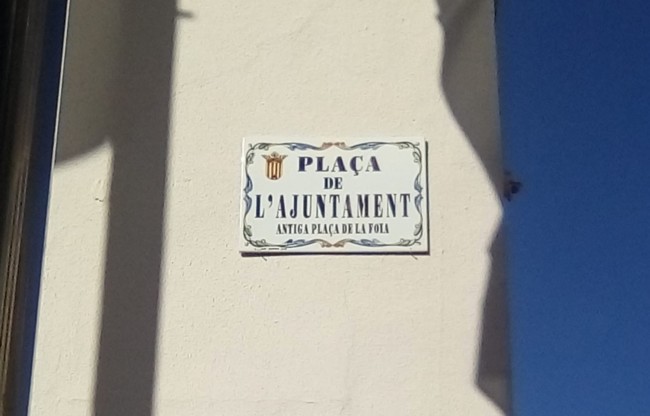 PLAÇA
DE
L'AJUNTAMENT
ANTIGA PLAÇA DE LA FOIA